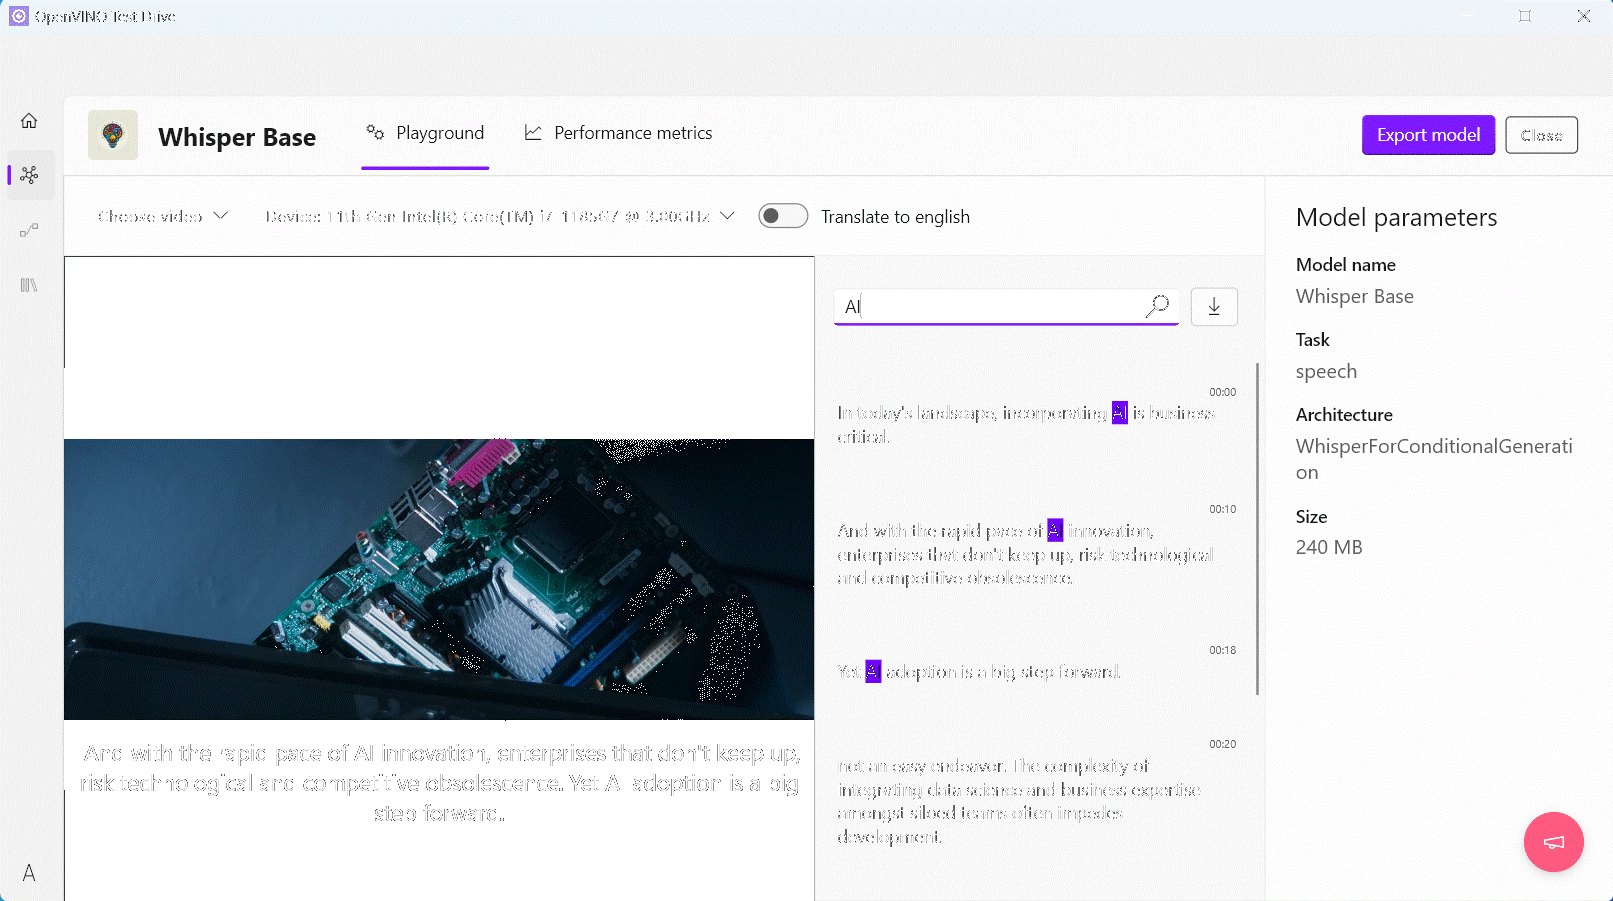 OpenVINO Test Drive
Whisper Base
Playground
Performance metrics
Export model
Close
Choose video
Device: 11th Gen Intel(R) Core(TM) i7-1185G7 @ 3.00GHz
Translate to english
AI
00:00
In today's landscape, incorporating AI is business
critical.
00:10
And with the rapid pace of AI innovation,
enterprises that don't keep up, risk technological
and competitive obsolescence.
00:18
Yet AI adoption is a big step forward.
00:20
not an easy endeavor. The complexity of
integrating data science and business expertise
amongst siloed teams often impedes
development.
And with the rapid pace of AI innovation, enterprises that don't keep up,
risk technological and competitive obsolescence. Yet AI adoption is a big
step forward.
Model parameters
Model name
Whisper Base
Task
speech
Architecture
WhisperForConditionalGenerati
on
Size
240 MB
A